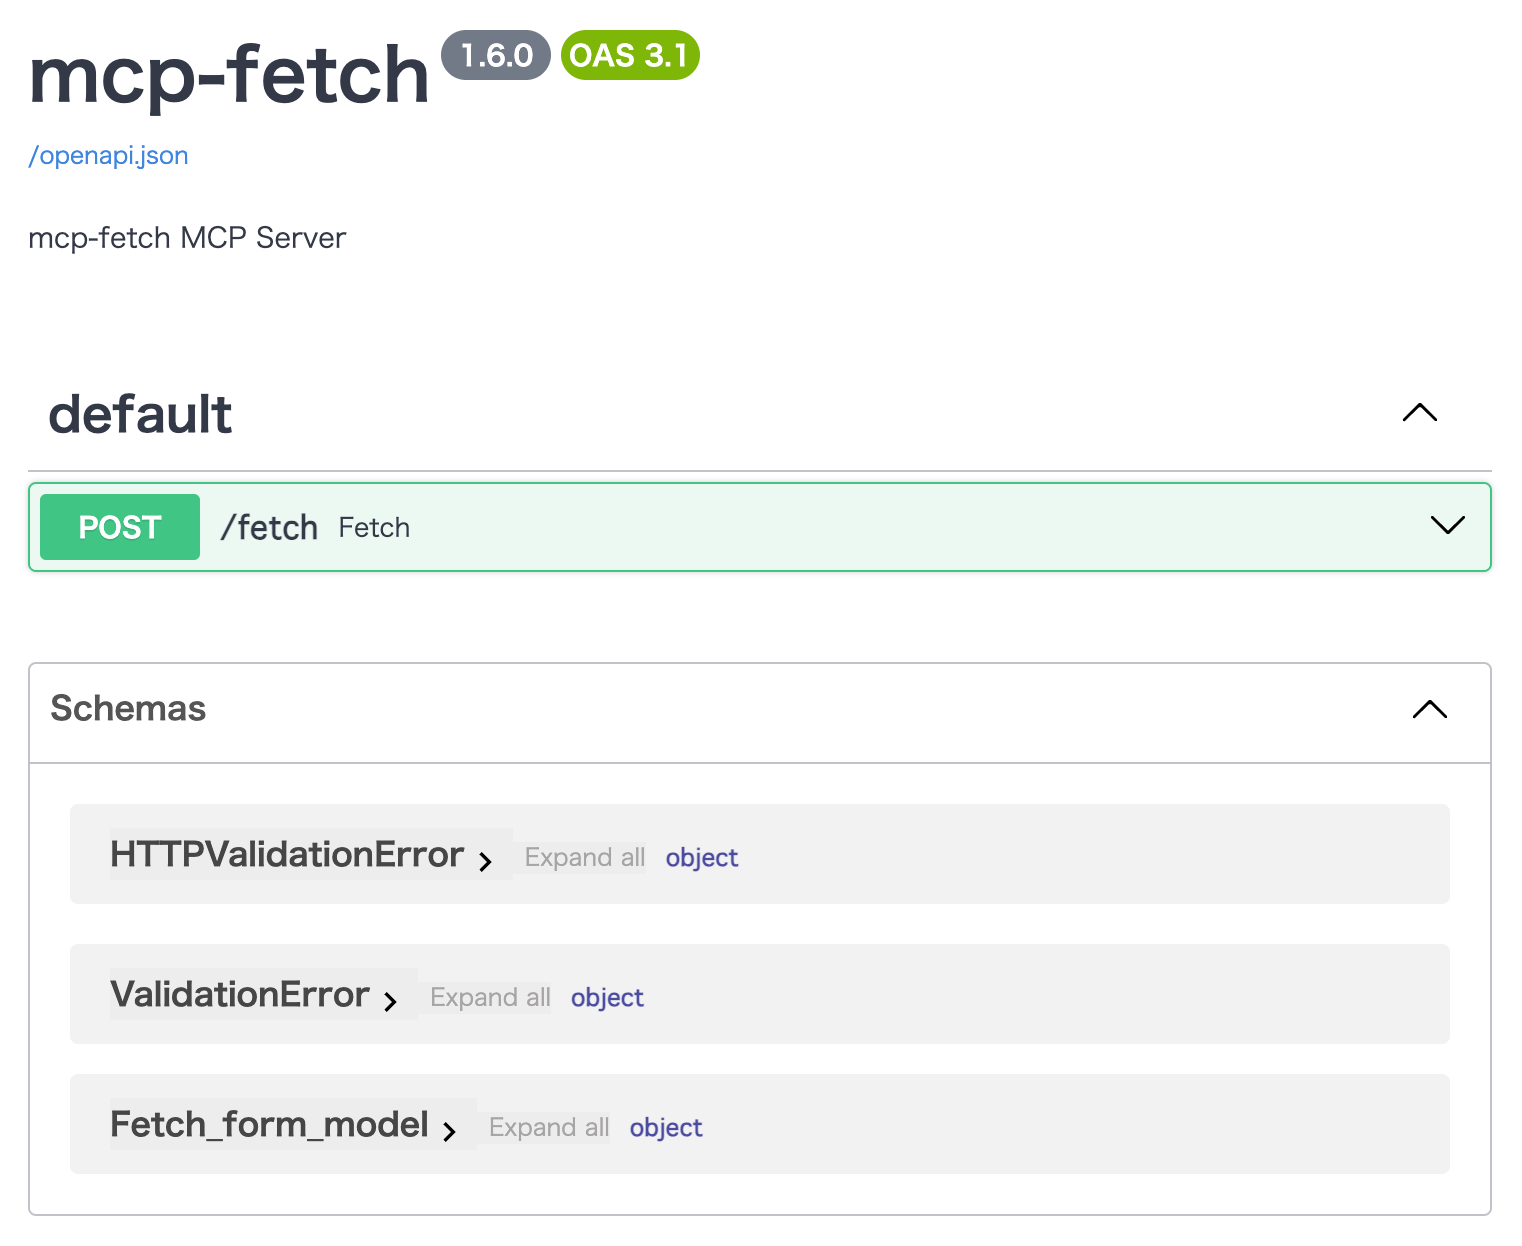 mcp-fetch 1.6.0 OAS 3.1
/openapi.json
mcp-fetch MCP Server
default
POST /fetch Fetch
Schemas
HTTPValidationError Expand all object
ValidationError Expand all object
Fetch_form_model Expand all object